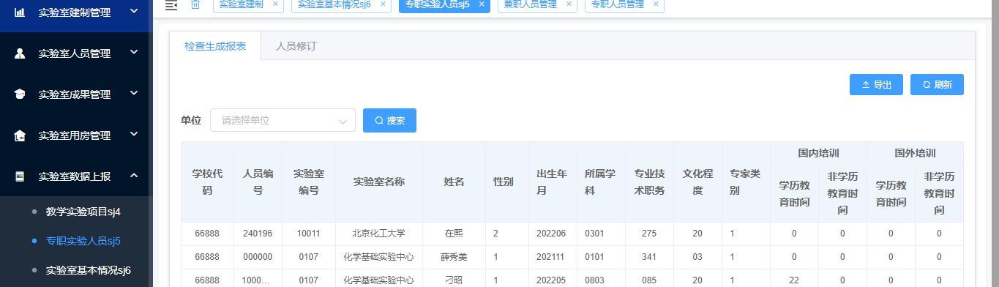 实验室建制管理
实验室人员管理
实验室成果管理
实验室用房管理
实验室数据上报
教学实验项目sj4
专职实验人员sj5
实验室基本情况sj6
实验室建制 × 实验室基本情况sj6 × 专职实验人员sj5 × 兼职人员管理 × 专职人员管理 ×
检查生成报表 人员修订
导出 刷新
单位 请选择单位 搜索
学校代码 人员编号 实验室编号 实验室名称 姓名 性别 出生年月 所属学科 专业技术职务 文化程度 专家类别 国内培训 国外培训
学历教育时间 非学历教育时间 学历教育时间 非学历教育时间
66888 240196 10011 北京化工大学 在熙 2 202206 0301 275 20 1 0 0 0 0
66888 000000 0107 化学基础实验中心 薛秀美 1 202111 0101 341 03 1 0 0 0 0
66888 1000... 0107 化学基础实验中心 刁昭 1 202205 0803 085 20 1 22 0 0 0